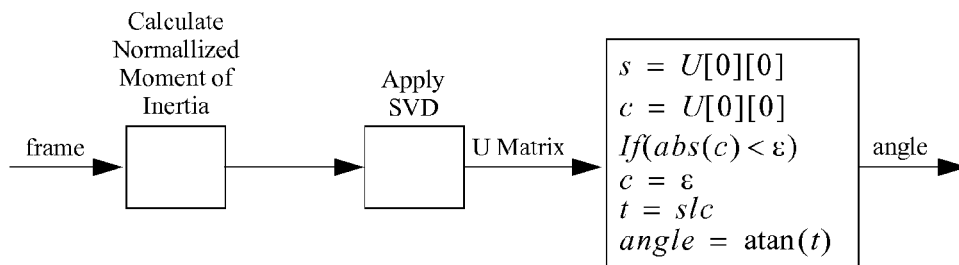 Calculate
Normallized
Moment of
Inertia
Apply
SVD
frame
U Matrix
s = U[0][0]
c = U[0][0]
If(abs(c) < ε)
c = ε
t = slc
angle = atan(t)
angle